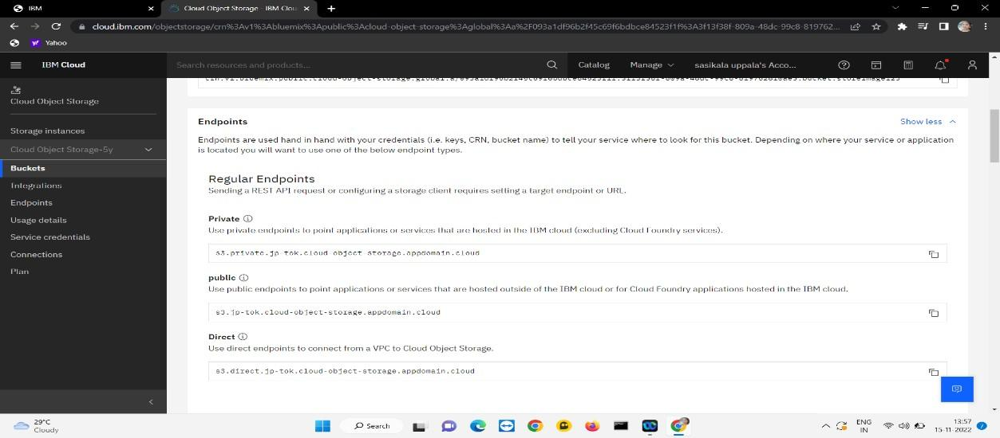 IBM
Cloud Object Storage - IBM Clou
cloud.ibm.com/objectstorage/crn%3Av1%3Abluemix%3Apublic%3Acloud-object-storage%3Aglobal%3Aa%2F093a1df96b2f45c69f6bdbce84523f1f%3A3f13f38f-809a-48dc-99c8-819762...
Yahoo
IBM Cloud
Search resources and products...
Catalog
Manage
sasikala uppala's Acco...
Cloud Object Storage
Storage instances
Cloud Object Storage-5y
Buckets
Integrations
Endpoints
Usage details
Service credentials
Connections
Plan
Endpoints
Show less
Endpoints are used hand in hand with your credentials (i.e. keys, CRN, bucket name) to tell your service where to look for this bucket. Depending on where your service or application
is located you will want to use one of the below endpoint types.
Regular Endpoints
Sending a REST API request or configuring a storage client requires setting a target endpoint or URL.
Private
Use private endpoints to point applications or services that are hosted in the IBM cloud (excluding Cloud Foundry services).
s3.private.jp-tok.cloud-object-storage.appdomain.cloud
public
Use public endpoints to point applications or services that are hosted outside of the IBM cloud or for Cloud Foundry applications hosted in the IBM cloud.
s3.jp-tok.cloud-object-storage.appdomain.cloud
Direct
Use direct endpoints to connect from a VPC to Cloud Object Storage.
s3.direct.jp-tok.cloud-object-storage.appdomain.cloud
29°C
Cloudy
Search
ENG
IN
13:57
15-11-2022